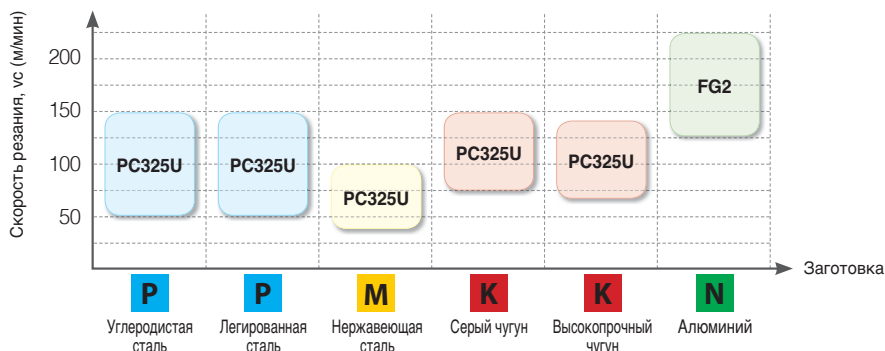 Скорость резания, vc (м/мин)
200
150
100
50
PC325U
PC325U
PC325U
PC325U
PC325U
FG2
Заготовка
P
P
M
K
K
N
Углеродистая
сталь
Легированная
сталь
Нержавеющая
сталь
Серый чугун
Высокопрочный
чугун
Алюминий